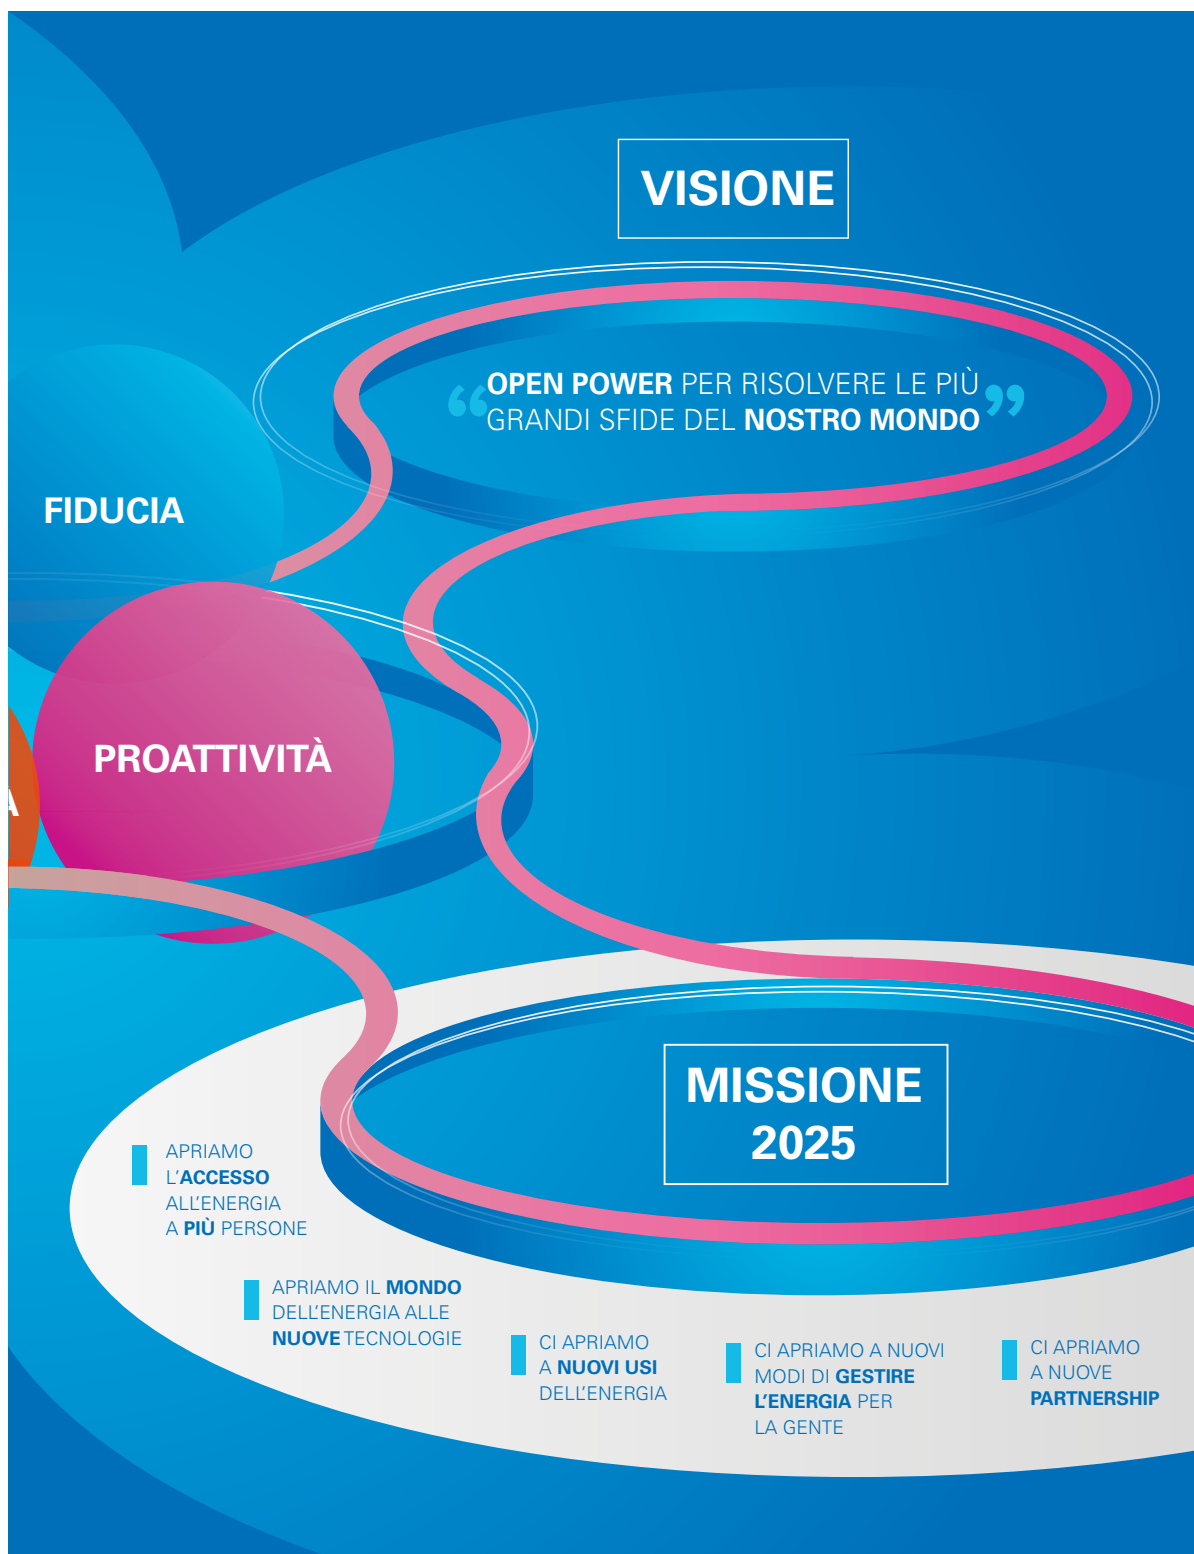 VISIONE
“OPEN POWER PER RISOLVERE LE PIÙ
GRANDI SFIDE DEL NOSTRO MONDO”
FIDUCIA
PROATTIVITÀ
MISSIONE
2025
APRIAMO
L’ACCESSO
ALL’ENERGIA
A PIÙ PERSONE
APRIAMO IL MONDO
DELL’ENERGIA ALLE
NUOVE TECNOLOGIE
CI APRIAMO
A NUOVI USI
DELL’ENERGIA
CI APRIAMO A NUOVI
MODI DI GESTIRE
L’ENERGIA PER
LA GENTE
CI APRIAMO
A NUOVE
PARTNERSHIP